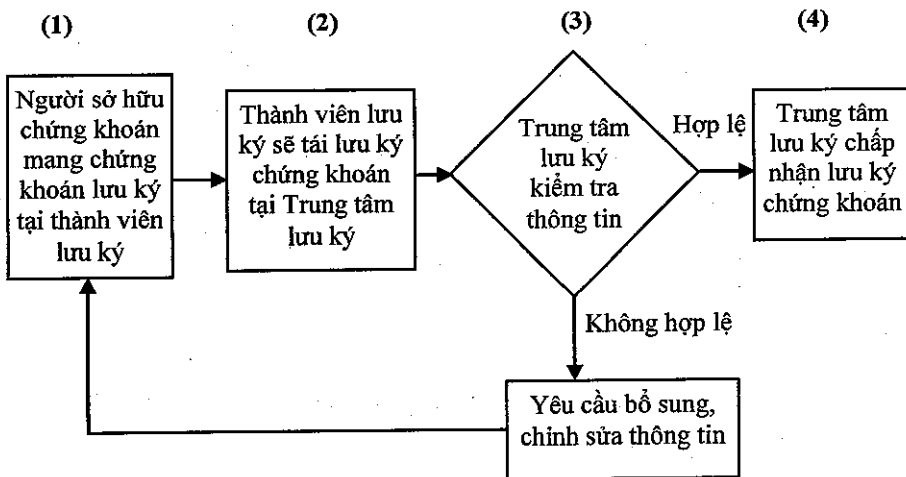 (1)
(2)
(3)
(4)
Người sở hữu
chứng khoán
mang chứng
khoán lưu ký
tại thành viên
lưu ký
Thành viên lưu
ký sẽ tái lưu ký
chứng khoán
tại Trung tâm
lưu ký
Trung tâm
lưu ký
kiểm tra
thông tin
Hợp lệ
Trung tâm
lưu ký chấp
nhận lưu ký
chứng khoán
Không hợp lệ
Yêu cầu bổ sung,
chỉnh sửa thông tin